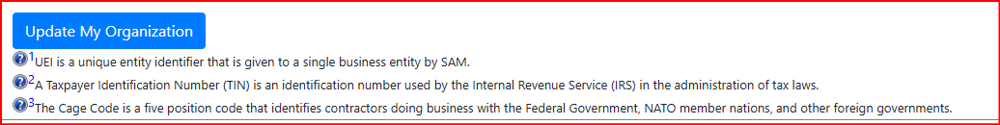 Update My Organization
?1UEI is a unique entity identifier that is given to a single business entity by SAM.
?2A Taxpayer Identification Number (TIN) is an identification number used by the Internal Revenue Service (IRS) in the administration of tax laws.
?3The Cage Code is a five position code that identifies contractors doing business with the Federal Government, NATO member nations, and other foreign governments.